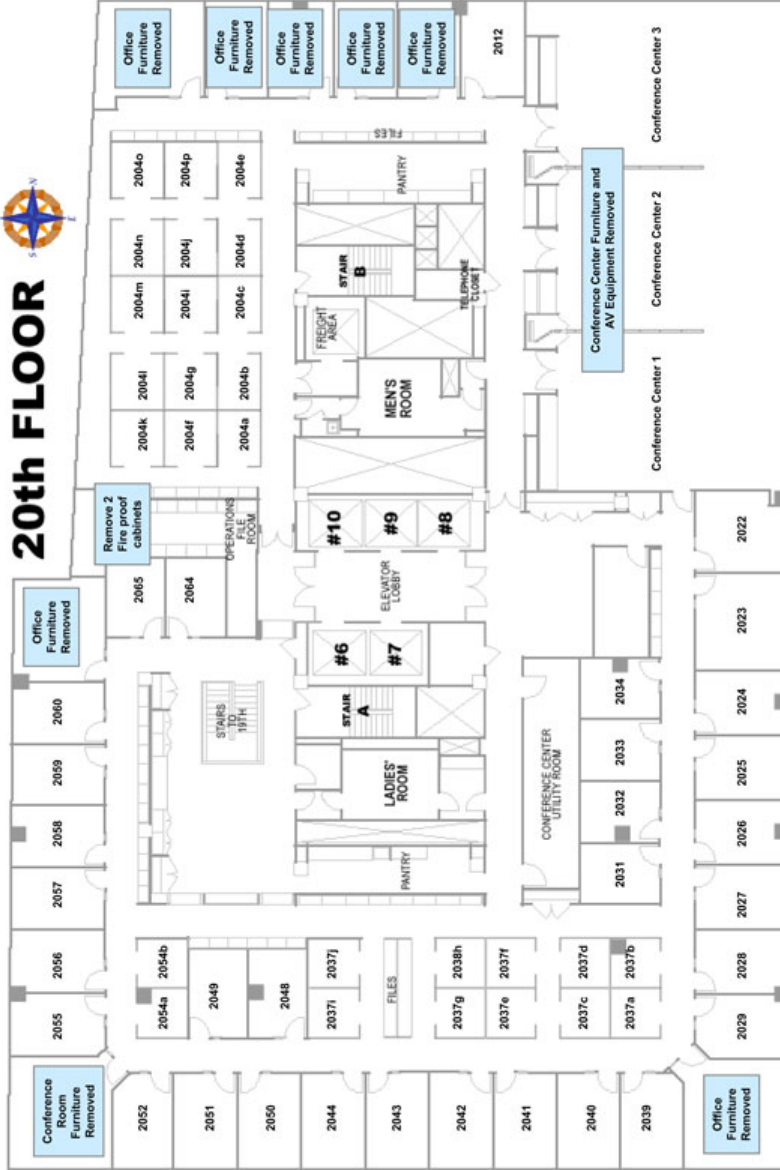 20th FLOOR
N
S
E
Conference
Room
Furniture
Removed
2055
2056
2057
2058
2059
2060
Office
Furniture
Removed
Remove 2
Fire proof
cabinets
Office
Furniture
Removed
Office
Furniture
Removed
Office
Furniture
Removed
Office
Furniture
Removed
Office
Furniture
Removed
2012
2052
2051
2050
2044
2043
2042
2041
2040
2039
2054a
2054b
2049
2048
2037i
2037j
FILES
2037g
2038h
2037e
2037f
2037c
2037d
2037a
2037b
2065
2064
OPERATIONS
FILE
ROOM
STAIRS
TO
19TH
2004k
2004l
2004m
2004n
2004o
2004f
2004g
2004i
2004j
2004p
2004a
2004b
2004c
2004d
2004e
PANTRY
LADIES'
ROOM
STAIR
A
#6
#7
ELEVATOR
LOBBY
#10
#9
#8
MEN'S
ROOM
FREIGHT
AREA
STAIR
B
TELEPHONE
CLOSET
PANTRY
FILES
CONFERENCE CENTER
UTILITY ROOM
2031
2032
2033
2034
Conference Center Furniture and
AV Equipment Removed
Conference Center 1
Conference Center 2
Conference Center 3
Office
Furniture
Removed
2029
2028
2027
2026
2025
2024
2023
2022